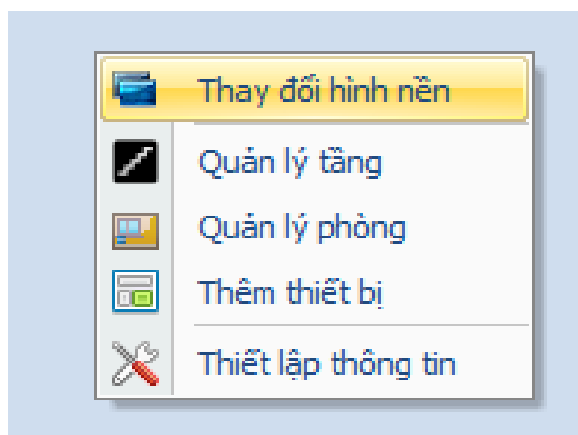 Thay đổi hình nền
Quản lý tầng
Quản lý phòng
Thêm thiết bị
Thiết lập thông tin